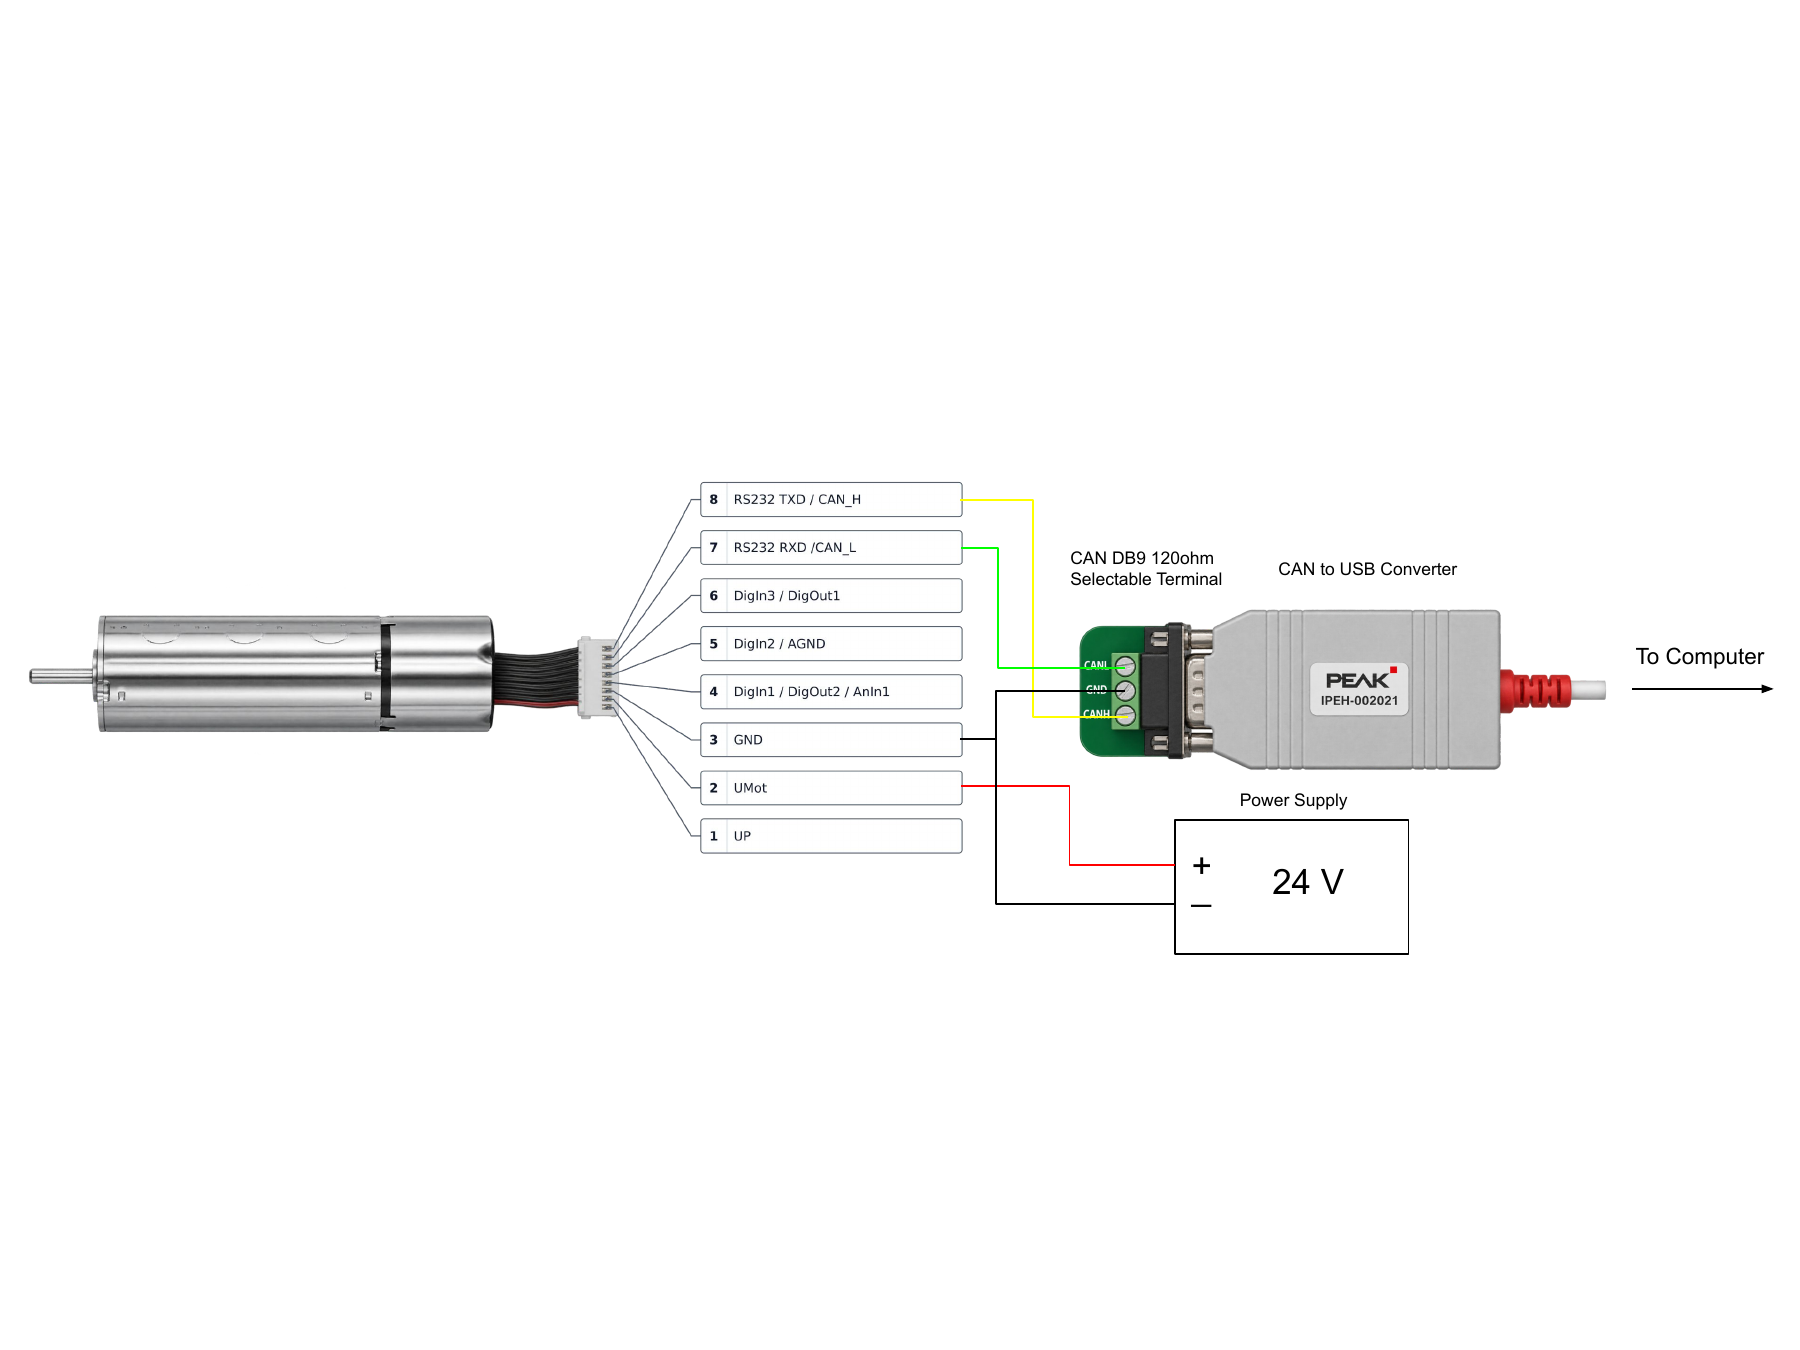 8 RS232 TXD / CAN_H
7 RS232 RXD /CAN_L
6 DigIn3 / DigOut1
5 DigIn2 / AGND
4 DigIn1 / DigOut2 / AnIn1
3 GND
2 UMot
1 UP
CAN DB9 120ohm
Selectable Terminal
CAN to USB Converter
CANL
GND
CANH
PEAK
IPEH-002021
To Computer
Power Supply
+
24 V
–